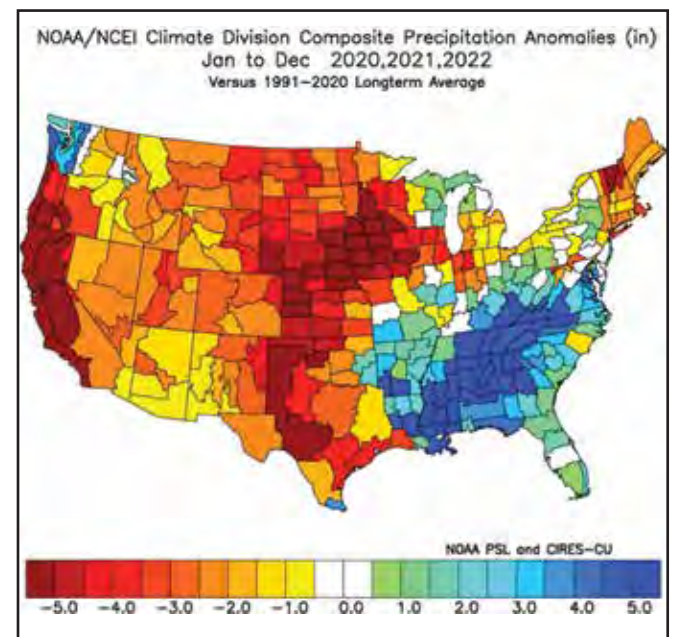 NOAA/NCEI Climate Division Composite Precipitation Anomalies (in)
Jan to Dec 2020,2021,2022
Versus 1991-2020 Longterm Average
NOAA PSL and CIRES-CU
-5.0 -4.0 -3.0 -2.0 -1.0 0.0 1.0 2.0 3.0 4.0 5.0